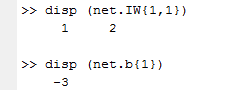 >> disp (net.IW{1,1})
1 2
>> disp (net.b{1})
-3